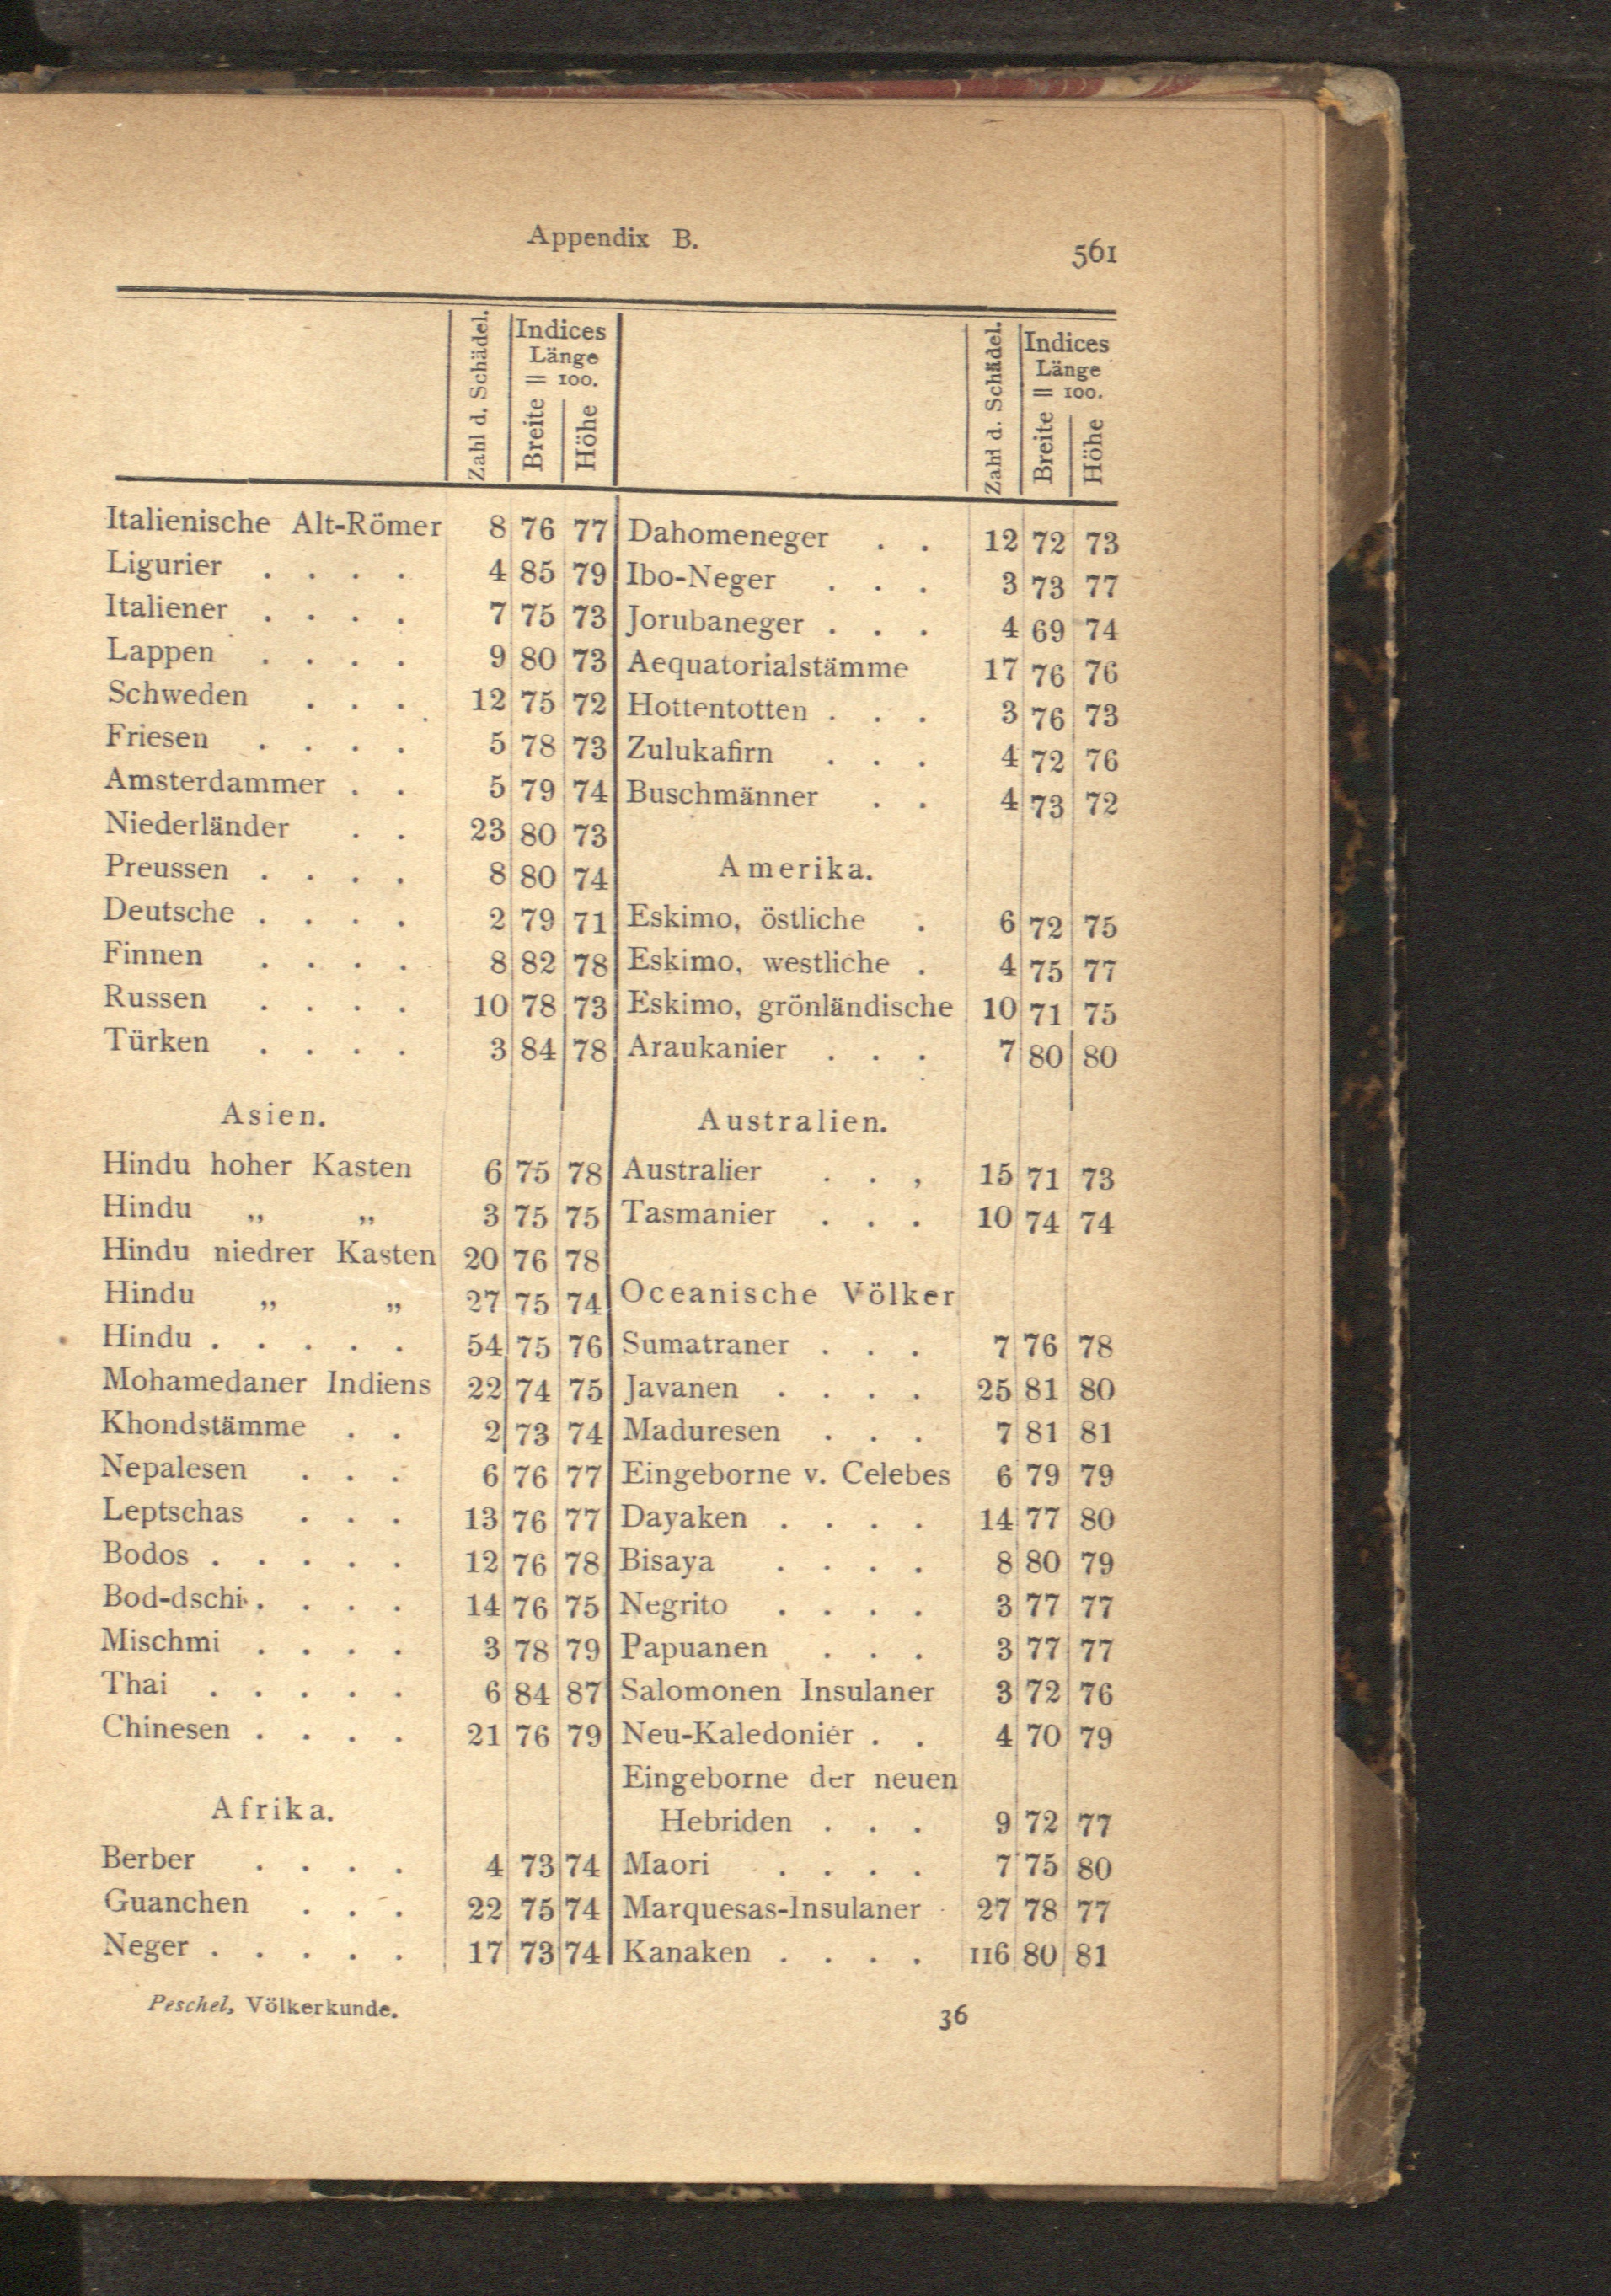 Appendix B.
561
Zahl d. Schädel.
Indices
Länge
= 100.
Breite
Höhe
Zahl d. Schädel.
Indices
Länge
= 100.
Breite
Höhe
Italienische Alt-Römer 8 76 77
Ligurier . . . . 4 85 79
Italiener . . . . 7 75 73
Lappen . . . . 9 80 73
Schweden . . . 12 75 72
Friesen . . . . 5 78 73
Amsterdammer . . 5 79 74
Niederländer . . 23 80 73
Preussen . . . . 8 80 74
Deutsche . . . . 2 79 71
Finnen . . . . 8 82 78
Russen . . . . 10 78 73
Türken . . . . 3 84 78
Asien.
Hindu hoher Kasten 6 75 78
Hindu „ „ 3 75 75
Hindu niedrer Kasten 20 76 78
Hindu „ „ 27 75 74
Hindu . . . . . 54 75 76
Mohamedaner Indiens 22 74 75
Khondstämme . . 2 73 74
Nepalesen . . . 6 76 77
Leptschas . . . 13 76 77
Bodos . . . . . 12 76 78
Bod-dschi . . . . 14 76 75
Mischmi . . . . 3 78 79
Thai . . . . . 6 84 87
Chinesen . . . . 21 76 79
Afrika.
Berber . . . . 4 73 74
Guanchen . . . 22 75 74
Neger . . . . . 17 73 74
Dahomeneger . . 12 72 73
Ibo-Neger . . . 3 73 77
Jorubaneger . . . 4 69 74
Aequatorialstämme 17 76 76
Hottentotten . . . 3 76 73
Zulukafirn . . . 4 72 76
Buschmänner . . 4 73 72
Amerika.
Eskimo, östliche . 6 72 75
Eskimo, westliche . 4 75 77
Eskimo, grönländische 10 71 75
Araukanier . . . 7 80 80
Australien.
Australier . . , 15 71 73
Tasmanier . . . 10 74 74
Oceanische Völker
Sumatraner . . . 7 76 78
Javanen . . . . 25 81 80
Maduresen . . . 7 81 81
Eingeborne v. Celebes 6 79 79
Dayaken . . . . 14 77 80
Bisaya . . . . 8 80 79
Negrito . . . . 3 77 77
Papuanen . . . 3 77 77
Salomonen Insulaner 3 72 76
Neu-Kaledonier . . 4 70 79
Eingeborne der neuen
Hebriden . . . 9 72 77
Maori . . . . 7 75 80
Marquesas-Insulaner 27 78 77
Kanaken . . . . 116 80 81
Peschel, Völkerkunde.
36